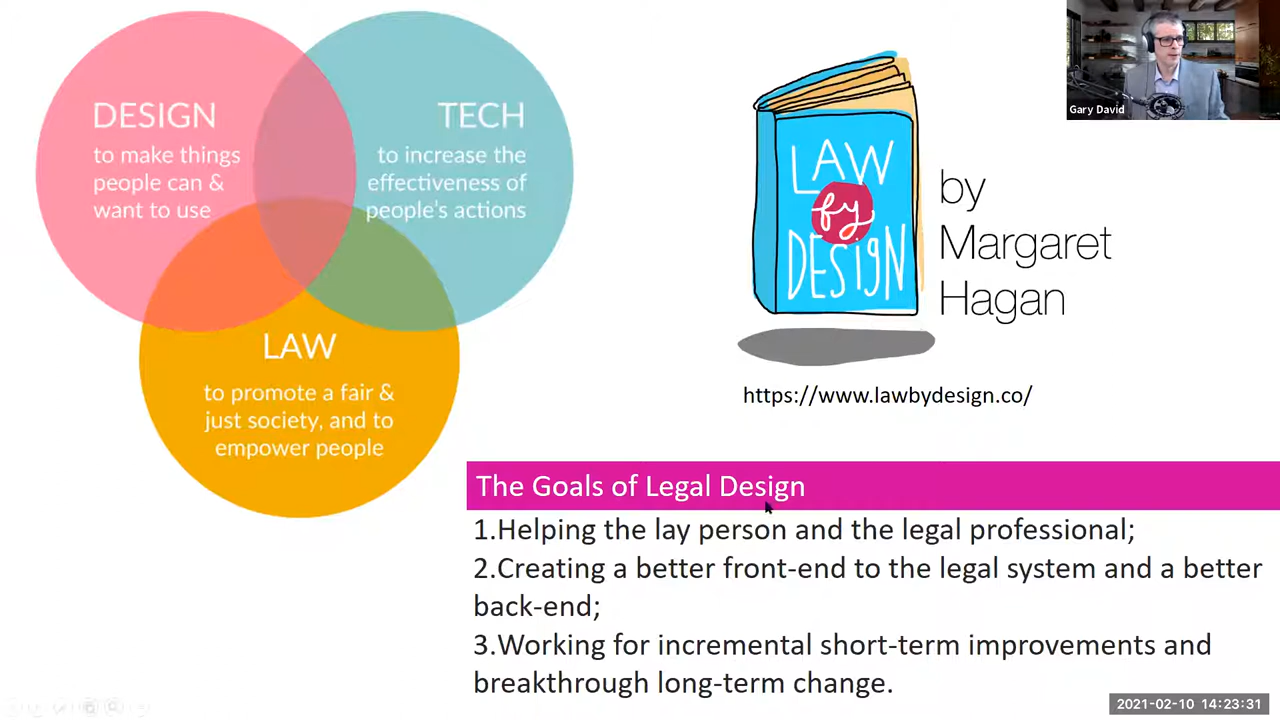 DESIGN
to make things
people can &
want to use
TECH
to increase the
effectiveness of
people's actions
LAW
to promote a fair &
just society, and to
empower people
LAW
by
DESIGN
by
Margaret
Hagan
https://www.lawbydesign.co/
Gary David
The Goals of Legal Design
1.Helping the lay person and the legal professional;
2.Creating a better front-end to the legal system and a better
back-end;
3.Working for incremental short-term improvements and
breakthrough long-term change.
2021-02-10 14:23:31